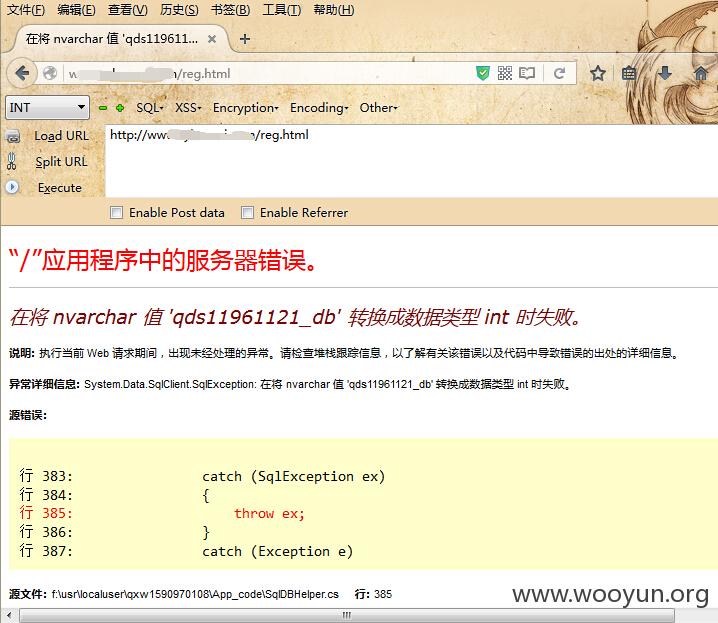 文件(F) 编辑(E) 查看(V) 历史(S) 书签(B) 工具(T) 帮助(H)
在将 nvarchar 值 'qds11961121...
/reg.html
INT SQL XSS Encryption Encoding Other
Load URL http://ww /reg.html
Split URL
Execute
Enable Post data Enable Referrer
“/”应用程序中的服务器错误。
在将 nvarchar 值 'qds11961121_db' 转换成数据类型 int 时失败。
说明: 执行当前 Web 请求期间，出现未经处理的异常。请检查堆栈跟踪信息，以了解有关该错误以及代码中导致错误的出处的详细信息。
异常详细信息: System.Data.SqlClient.SqlException: 在将 nvarchar 值 'qds11961121_db' 转换成数据类型 int 时失败。
源错误:
行 383: catch (SqlException ex)
行 384: {
行 385: throw ex;
行 386: }
行 387: catch (Exception e)
源文件: f:\usr\localuser\qxw1590970108\App_code\SqlDBHelper.cs 行: 385
www.wooyun.org